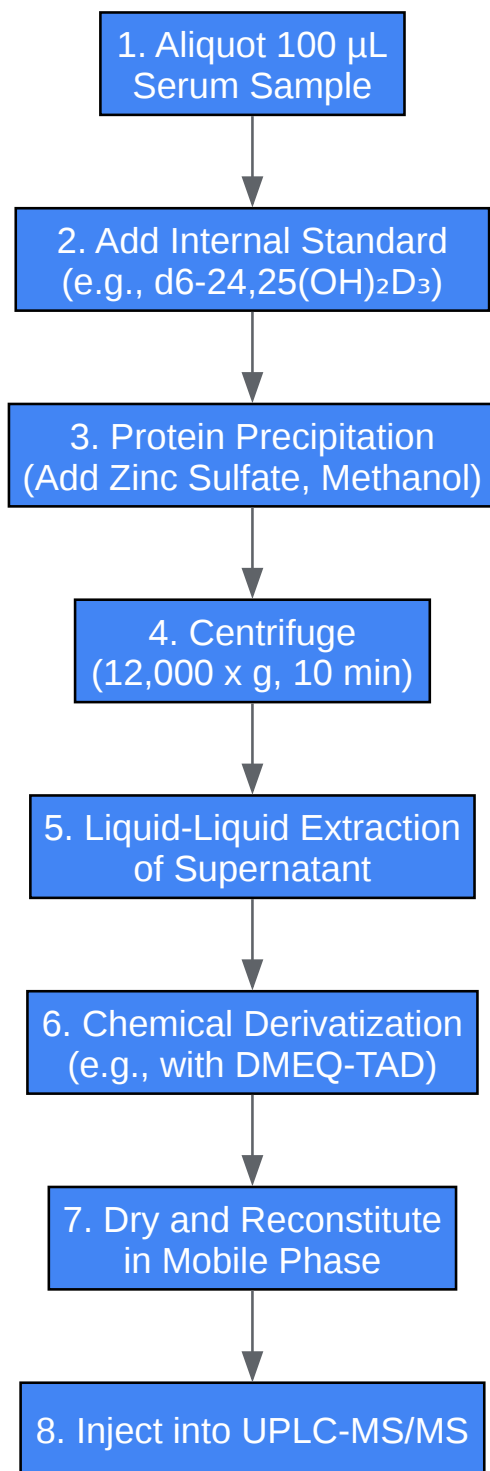 1. Aliquot 100 µL
Serum Sample
2. Add Internal Standard
(e.g., d6-24,25(OH)₂D₃)
3. Protein Precipitation
(Add Zinc Sulfate, Methanol)
4. Centrifuge
(12,000 x g, 10 min)
5. Liquid-Liquid Extraction
of Supernatant
6. Chemical Derivatization
(e.g., with DMEQ-TAD)
7. Dry and Reconstitute
in Mobile Phase
8. Inject into UPLC-MS/MS